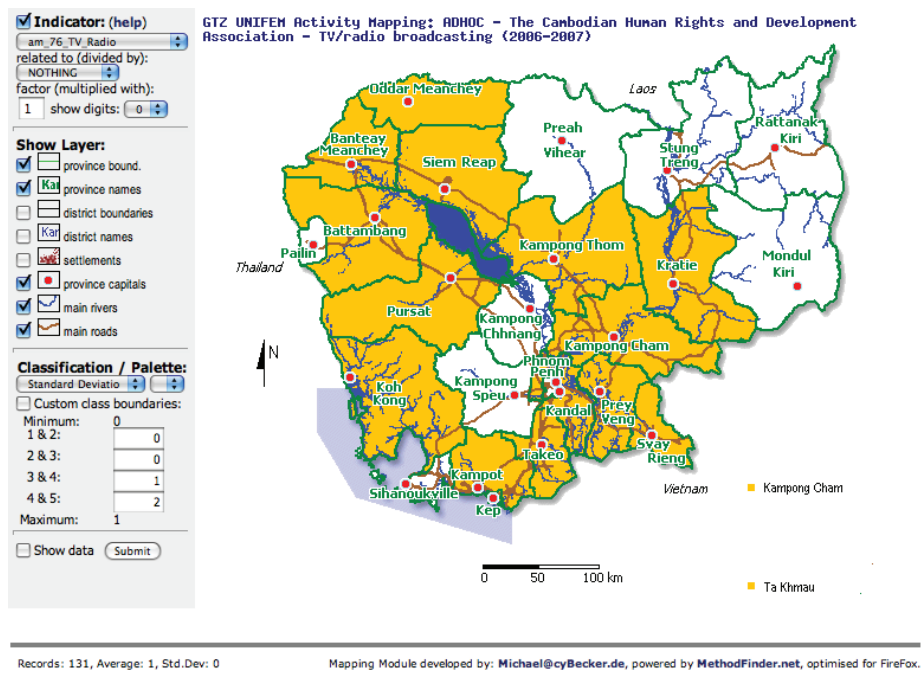 Indicator: (help)
am_76_TV_Radio
related to (divided by):
NOTHING
factor (multiplied with):
1 show digits: 0
Show Layer:
province bound.
Kar province names
district boundaries
Kar district names
settlements
province capitals
main rivers
main roads
Classification / Palette:
Standard Deviatio
Custom class boundaries:
Minimum: 0
1 & 2: 0
2 & 3: 0
3 & 4: 1
4 & 5: 2
Maximum: 1
Show data Submit
GTZ UNIFEM Activity Mapping: ADHOC - The Cambodian Human Rights and Development
Association - TV/radio broadcasting (2006-2007)
Oddar Meanchey
Laos
Preah
Vihear
Rattanak
Kiri
Banteay
Meanchey
Siem Reap
Stung
Treng
Battambang
Pailin
Thailand
Kampong Thom
Kratie
Mondul
Kiri
Pursat
Kampong
Chhnang
Kampong Cham
Phnom
Penh
Koh
Kong
Kampong
Speu
Kandal
Prey
Veng
N
Takeo
Svay
Rieng
Kampot
Sihanoukville
Kep
Vietnam
Kampong Cham
0 50 100 km
Ta Khmau
Records: 131, Average: 1, Std.Dev: 0
Mapping Module developed by: Michael@cyBecker.de, powered by MethodFinder.net, optimised for FireFox.